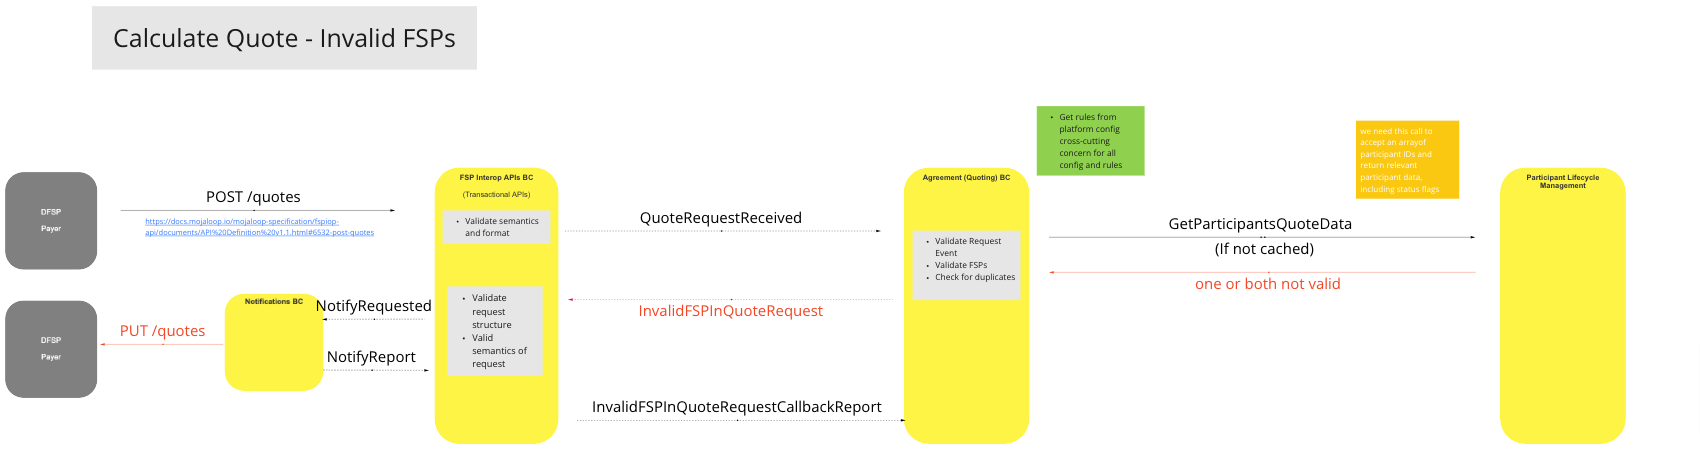 Calculate Quote - Invalid FSPs
DFSP
Payer
POST /quotes
https://docs.mojaloop.io/mojaloop-specification/fspiop-
api/documents/API%20Definition%20v1.1.html#6532-post-quotes
FSP Interop APIs BC
(Transactional APIs)
• Validate semantics
and format
QuoteRequestReceived
Agreement (Quoting) BC
• Validate Request
Event
• Validate FSPs
• Check for duplicates
• Get rules from
platform config
cross-cutting
concern for all
config and rules
GetParticipantsQuoteData
(If not cached)
we need this call to
accept an arrayof
participant IDs and
return relevant
participant data,
including status flags
Participant Lifecycle
Management
one or both not valid
InvalidFSPInQuoteRequest
• Validate
request
structure
• Valid
semantics of
request
NotifyRequested
Notifications BC
PUT /quotes
DFSP
Payer
NotifyReport
InvalidFSPInQuoteRequestCallbackReport